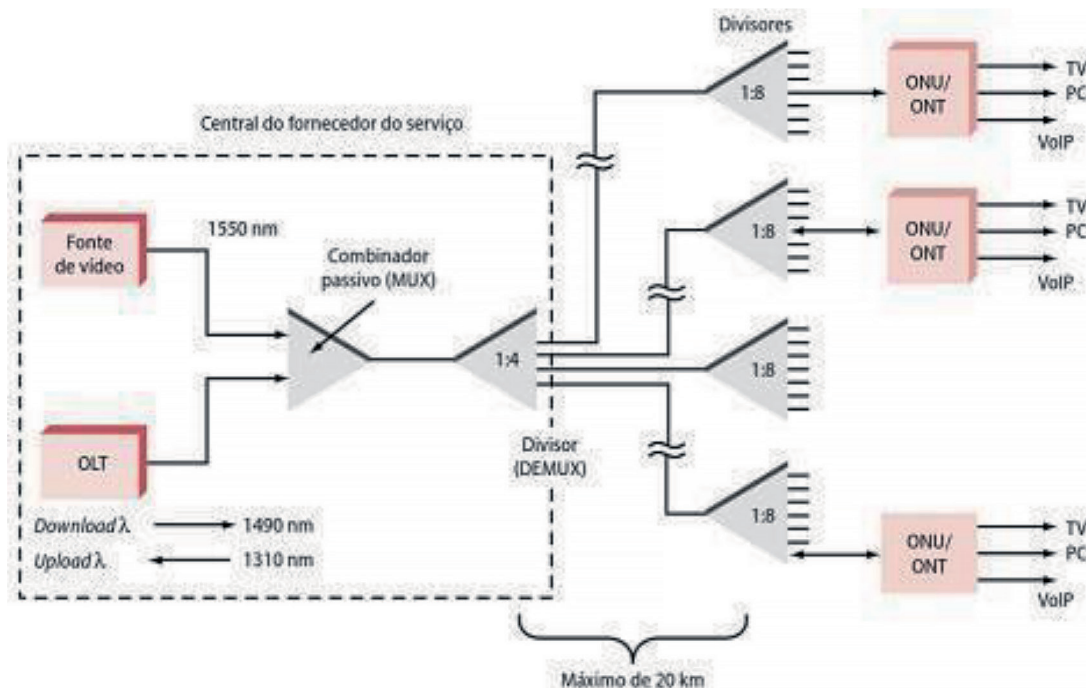 Divisores
1:8
ONU/
ONT
TV
PC
VoIP
Central do fornecedor do serviço
Fonte
de vídeo
1550 nm
Combinador
passivo (MUX)
1:4
1:8
ONU/
ONT
TV
PC
VoIP
1:8
OLT
Divisor
(DEMUX)
Download λ
1490 nm
Upload λ
1310 nm
1:8
ONU/
ONT
TV
PC
VoIP
Máximo de 20 km